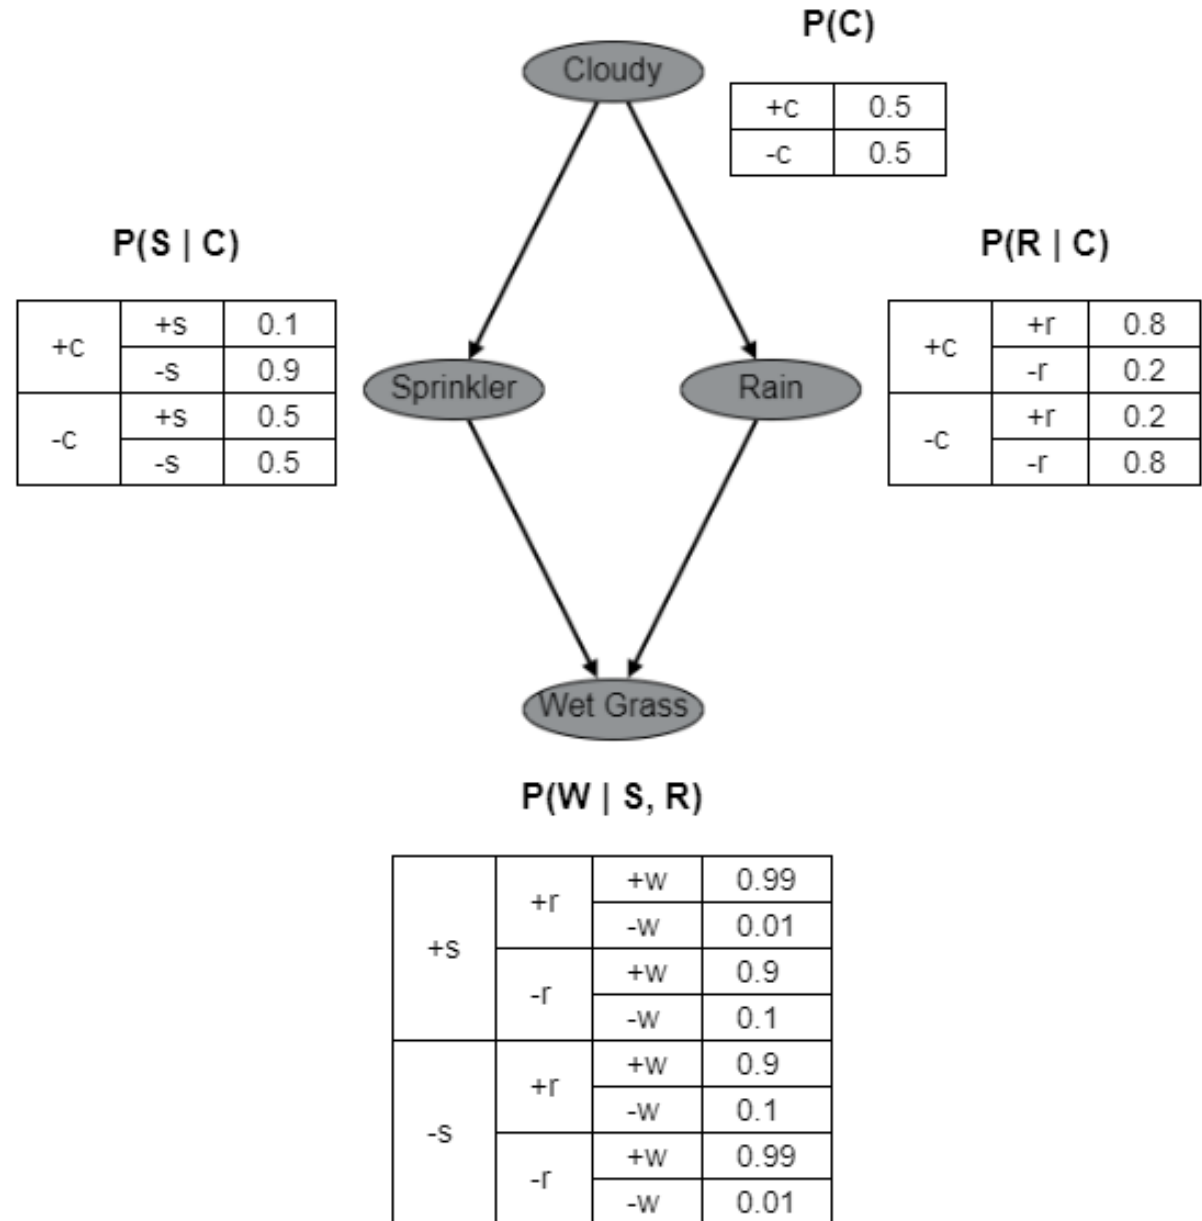 P(C)
Cloudy
+c 0.5
-c 0.5
P(S | C)
+c +s 0.1
-s 0.9
-c +s 0.5
-s 0.5
P(R | C)
+c +r 0.8
-r 0.2
-c +r 0.2
-r 0.8
Sprinkler
Rain
Wet Grass
P(W | S, R)
+s +r +w 0.99
-w 0.01
-r +w 0.9
-w 0.1
-s +r +w 0.9
-w 0.1
-r +w 0.99
-w 0.01